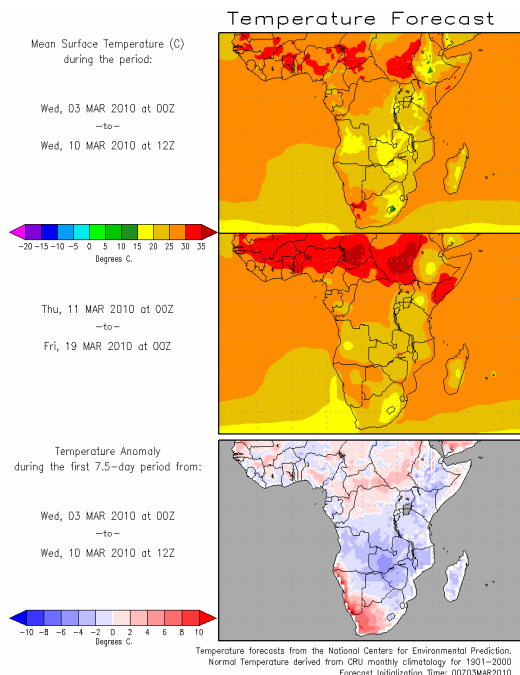 Temperature Forecast
Mean Surface Temperature (C)
during the period:
Wed, 03 MAR 2010 at 00Z
-to-
Wed, 10 MAR 2010 at 12Z
-20 -15 -10 -5 0 5 10 15 20 25 30 35
Degrees C.
Thu, 11 MAR 2010 at 00Z
-to-
Fri, 19 MAR 2010 at 00Z
Temperature Anomaly
during the first 7.5-day period from:
Wed, 03 MAR 2010 at 00Z
-to-
Wed, 10 MAR 2010 at 12Z
-10 -8 -6 -4 -2 0 2 4 6 8 10
Degrees C.
Temperature forecasts from the National Centers for Environmental Prediction.
Normal Temperature derived from CRU monthly climatology for 1901-2000
Forecast Initialization Time: 00Z03MAR2010